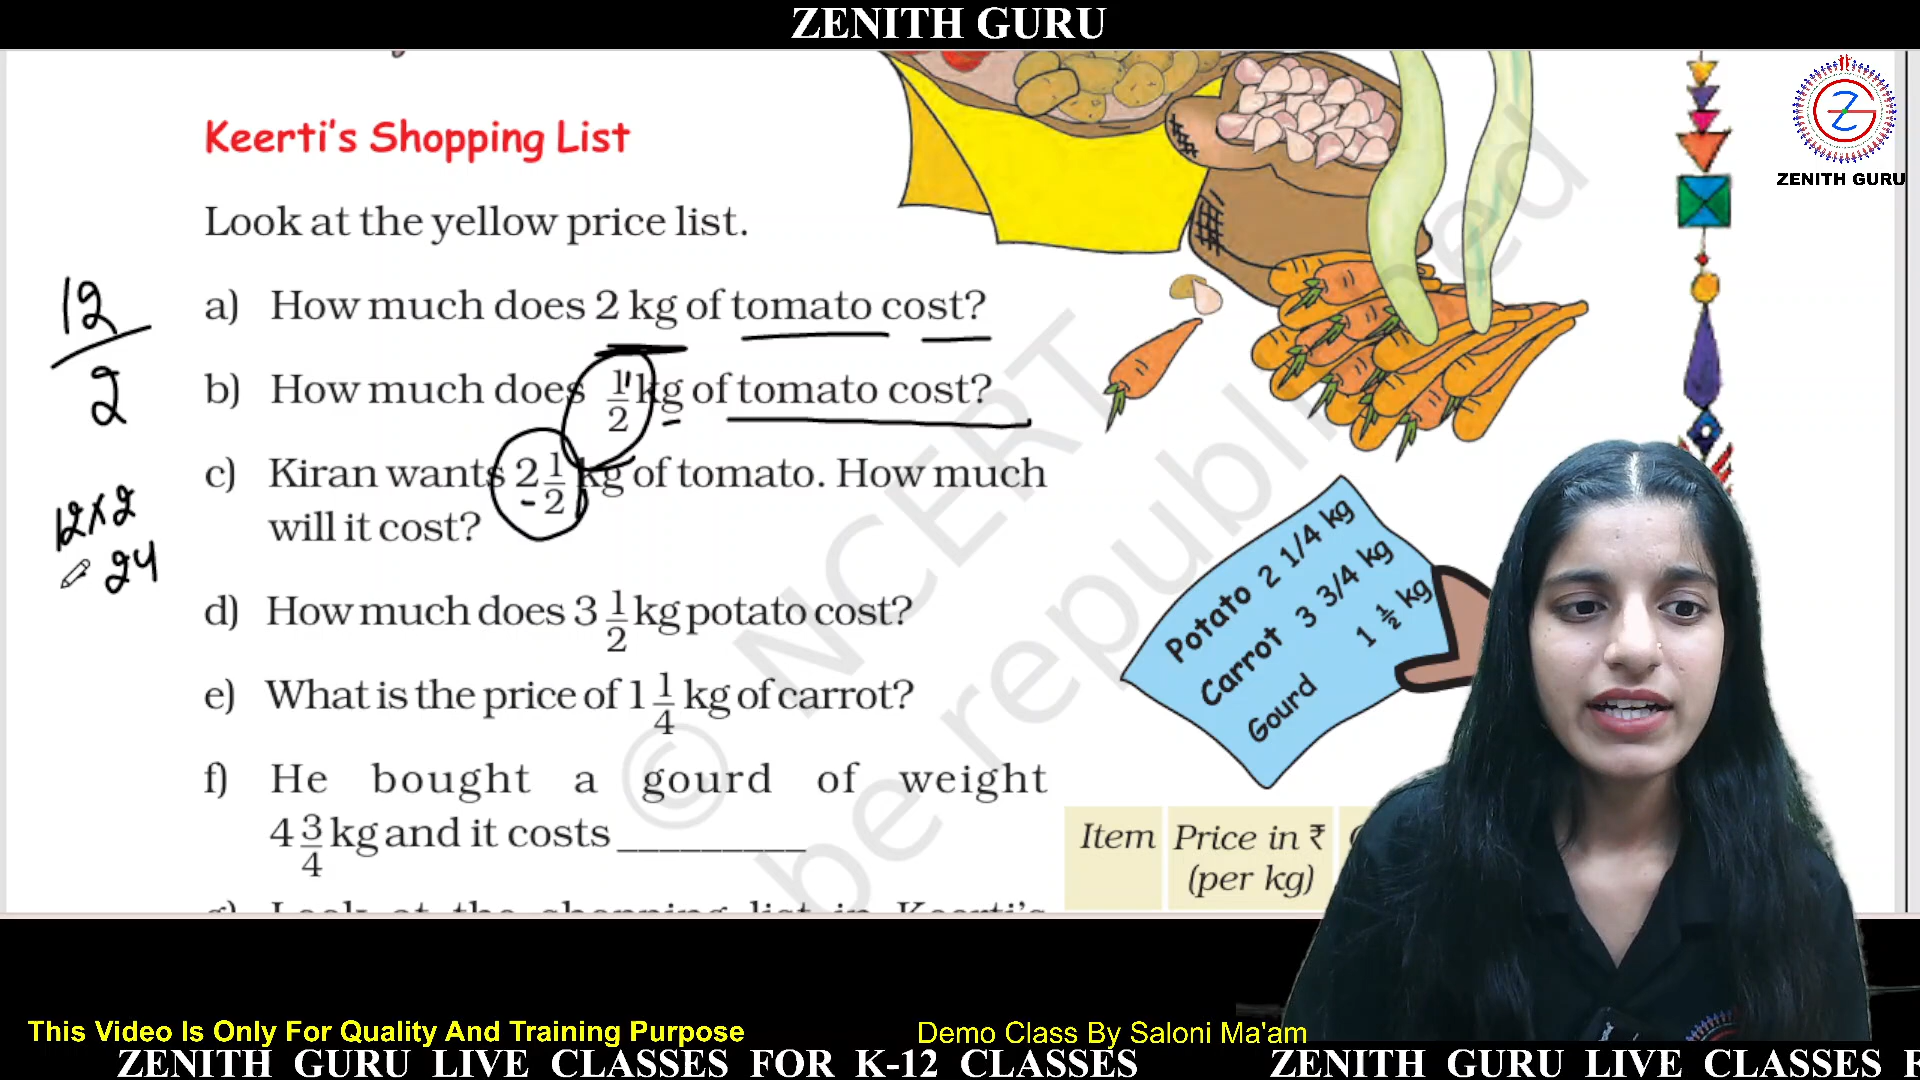 ZENITH GURU
ZENITH GURU
Keerti's Shopping List
Look at the yellow price list.
a) How much does 2 kg of tomato cost?
b) How much does 1/2 kg of tomato cost?
c) Kiran wants 2 1/2 kg of tomato. How much
will it cost?
d) How much does 3 1/2 kg potato cost?
e) What is the price of 1 1/4 kg of carrot?
f) He bought a gourd of weight
4 3/4 kg and it costs _________
12
2
12 x 2
24
Potato 2 1/4 kg
Carrot 3 3/4 kg
Gourd 1 1/2 kg
Item Price in ₹
(per kg)
© NCERT
be republished
This Video Is Only For Quality And Training Purpose
Demo Class By Saloni Ma'am
ZENITH GURU LIVE CLASSES FOR K-12 CLASSES ZENITH GURU LIVE CLASSES F